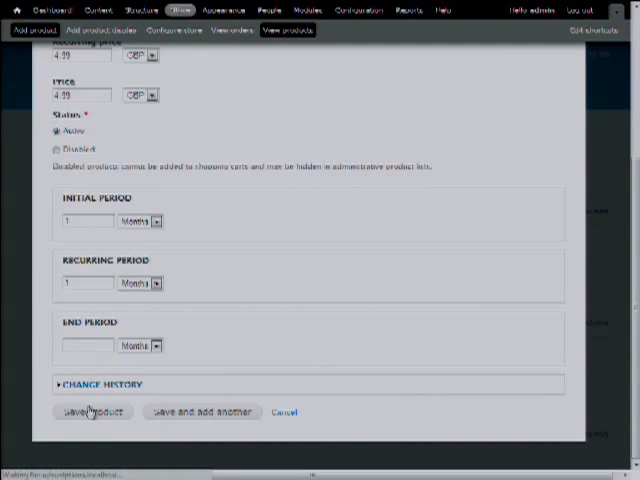 Dashboard Content Structure Store Appearance People Modules Configuration Reports Help Hello admin Log out
Add product Add product display Configure store View orders View products Edit shortcuts
Recurring price
4.99 GBP
Price
4.99 GBP
Status *
Active
Disabled
Disabled products cannot be added to shopping carts and may be hidden in administrative product lists.
INITIAL PERIOD
1 Months
RECURRING PERIOD
1 Months
END PERIOD
Months
CHANGE HISTORY
Save product Save and add another Cancel
Waiting for subscriptions.localhost...